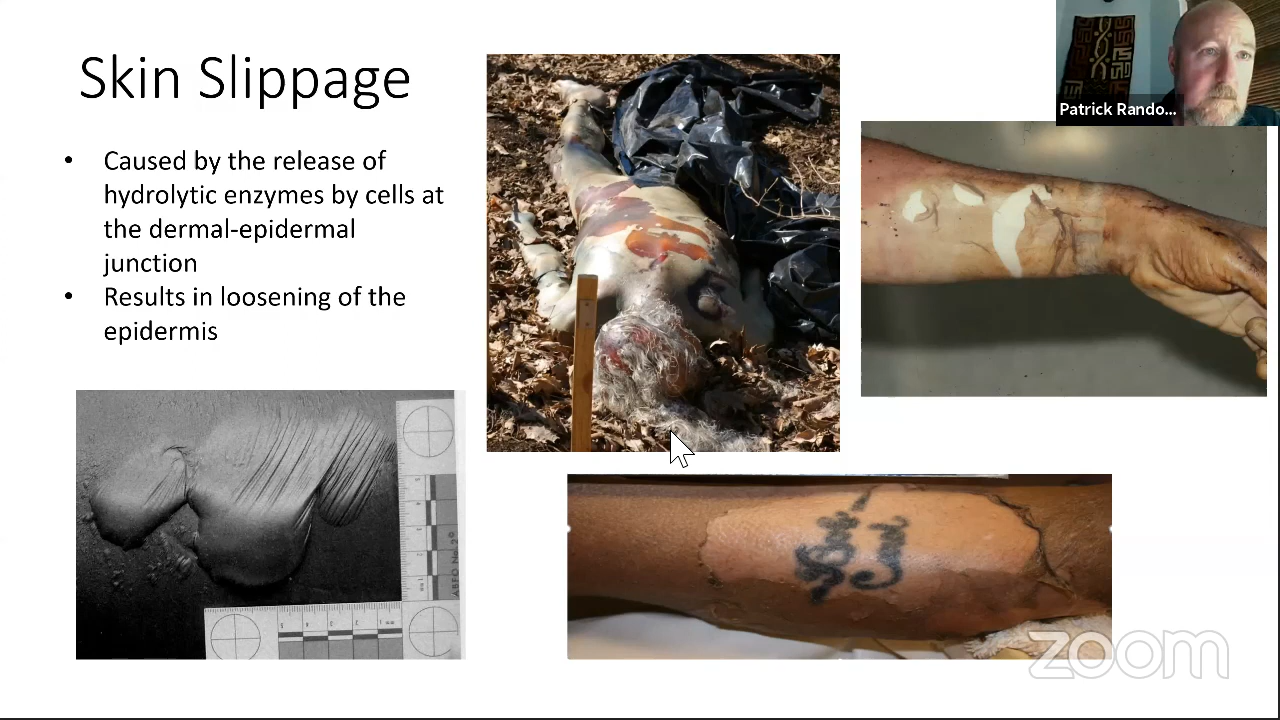 Skin Slippage
Patrick Rando...
• Caused by the release of
hydrolytic enzymes by cells at
the dermal-epidermal
junction
• Results in loosening of the
epidermis
zoom